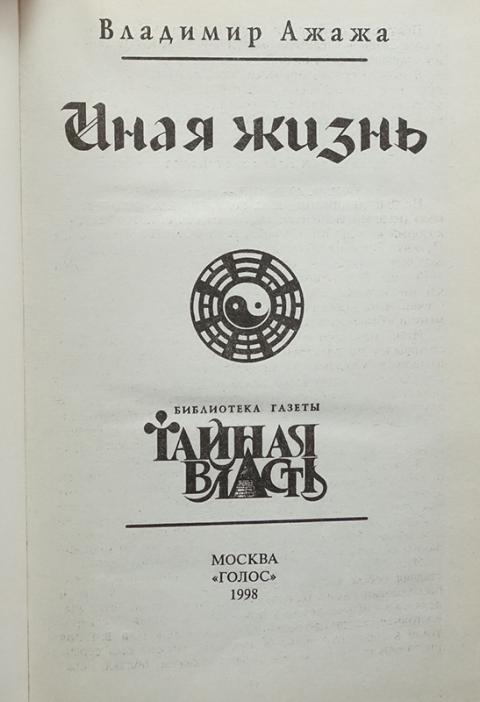 Владимир Ажажа
Иная жизнь
БИБЛИОТЕКА ГАЗЕТЫ
ТАЙНАЯ
ВЛАСТЬ
МОСКВА
«ГОЛОС»
1998